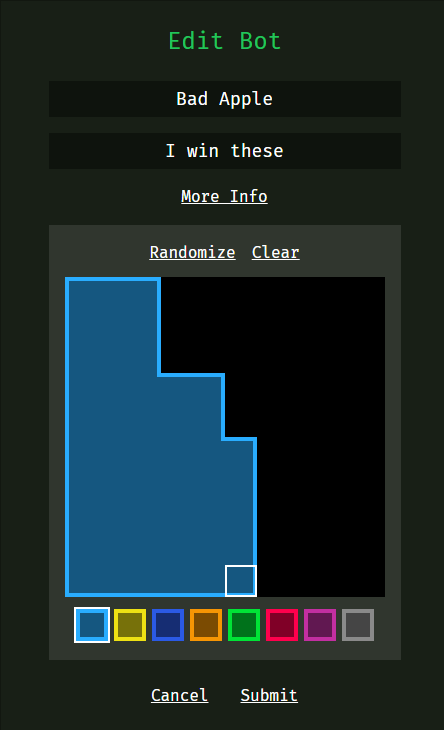 Edit Bot
Bad Apple
I win these
More Info
Randomize Clear
Cancel Submit